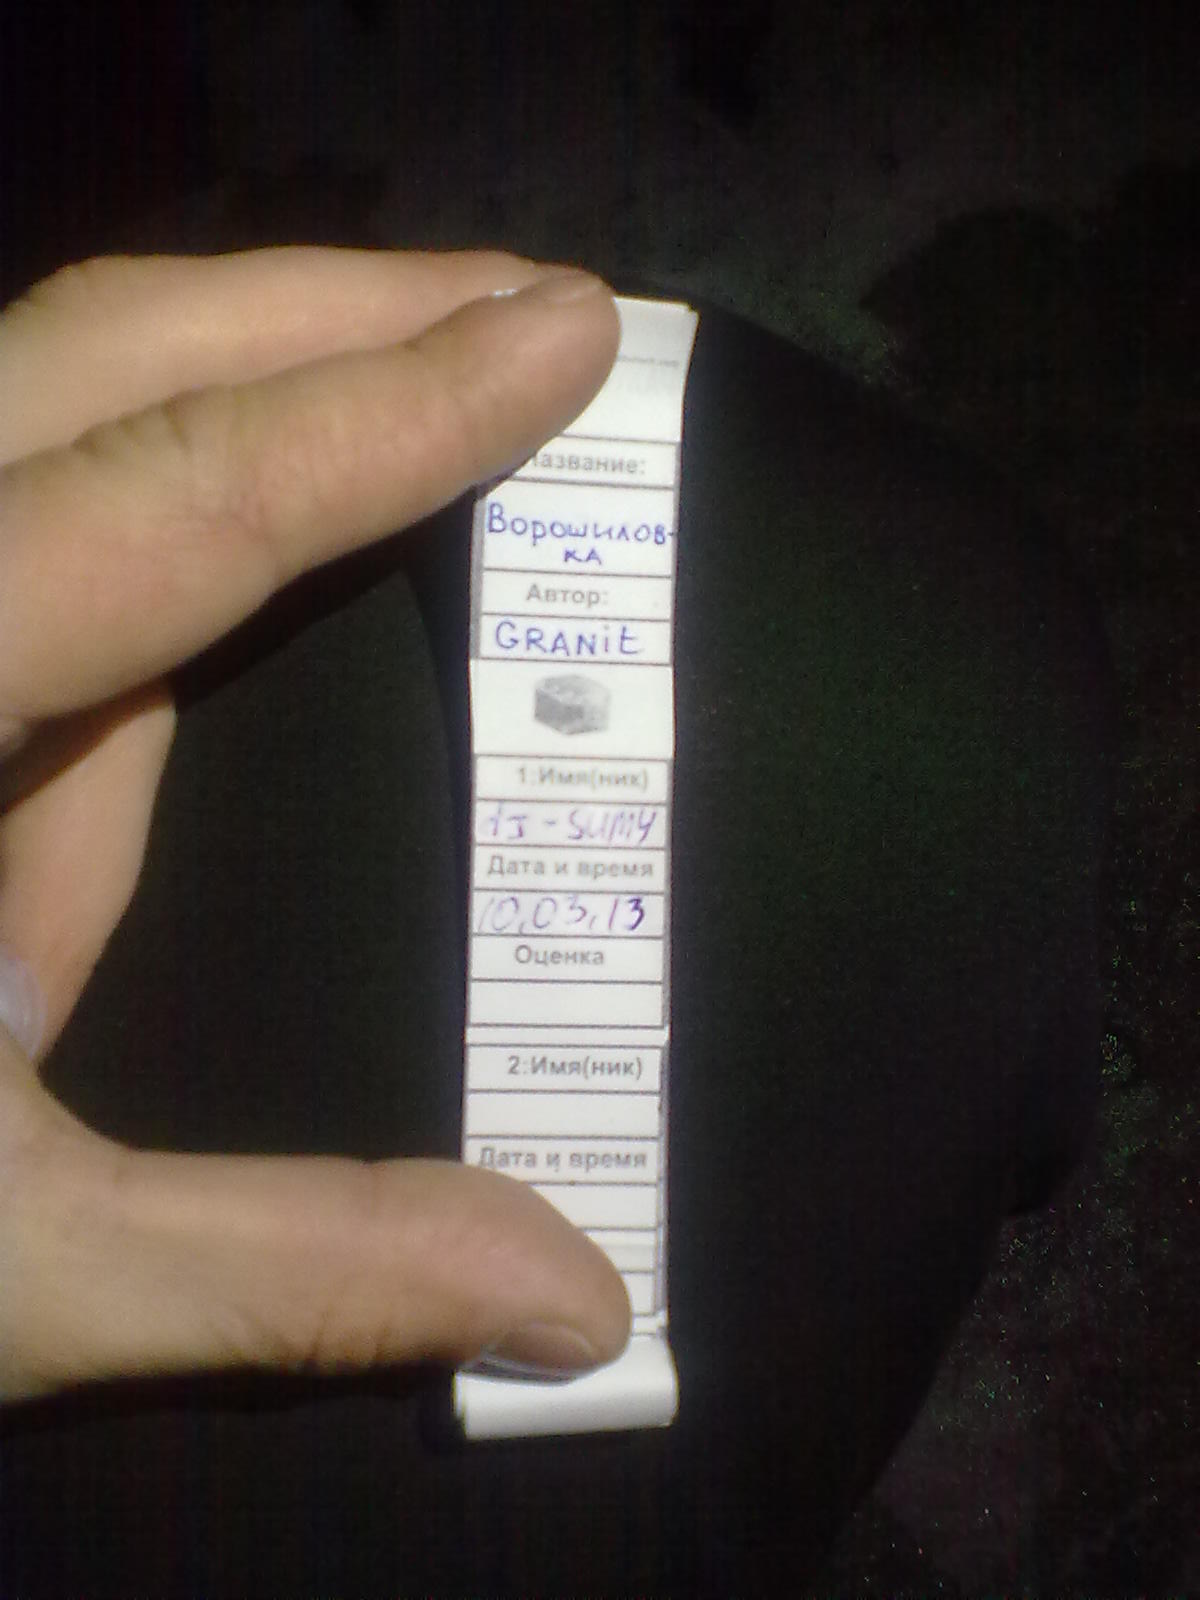 Название:
Ворошилов-
ка
Автор:
GRANit
1:Имя(ник)
dj-sumy
Дата и время
10.03.13
Оценка
2:Имя(ник)
Дата и время